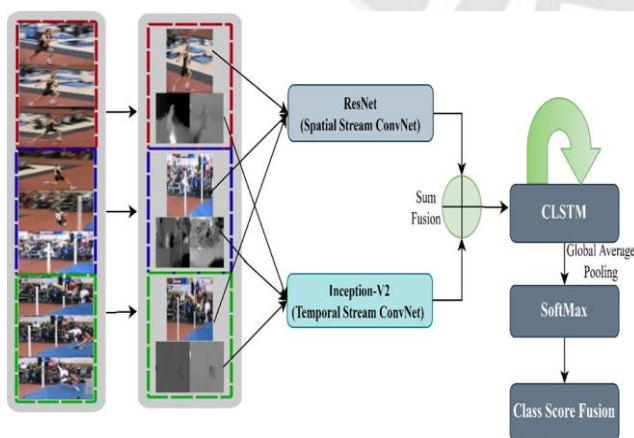 ResNet
(Spatial Stream ConvNet)
Sum
Fusion
CLSTM
Global Average
Pooling
Inception-V2
(Temporal Stream ConvNet)
SoftMax
Class Score Fusion